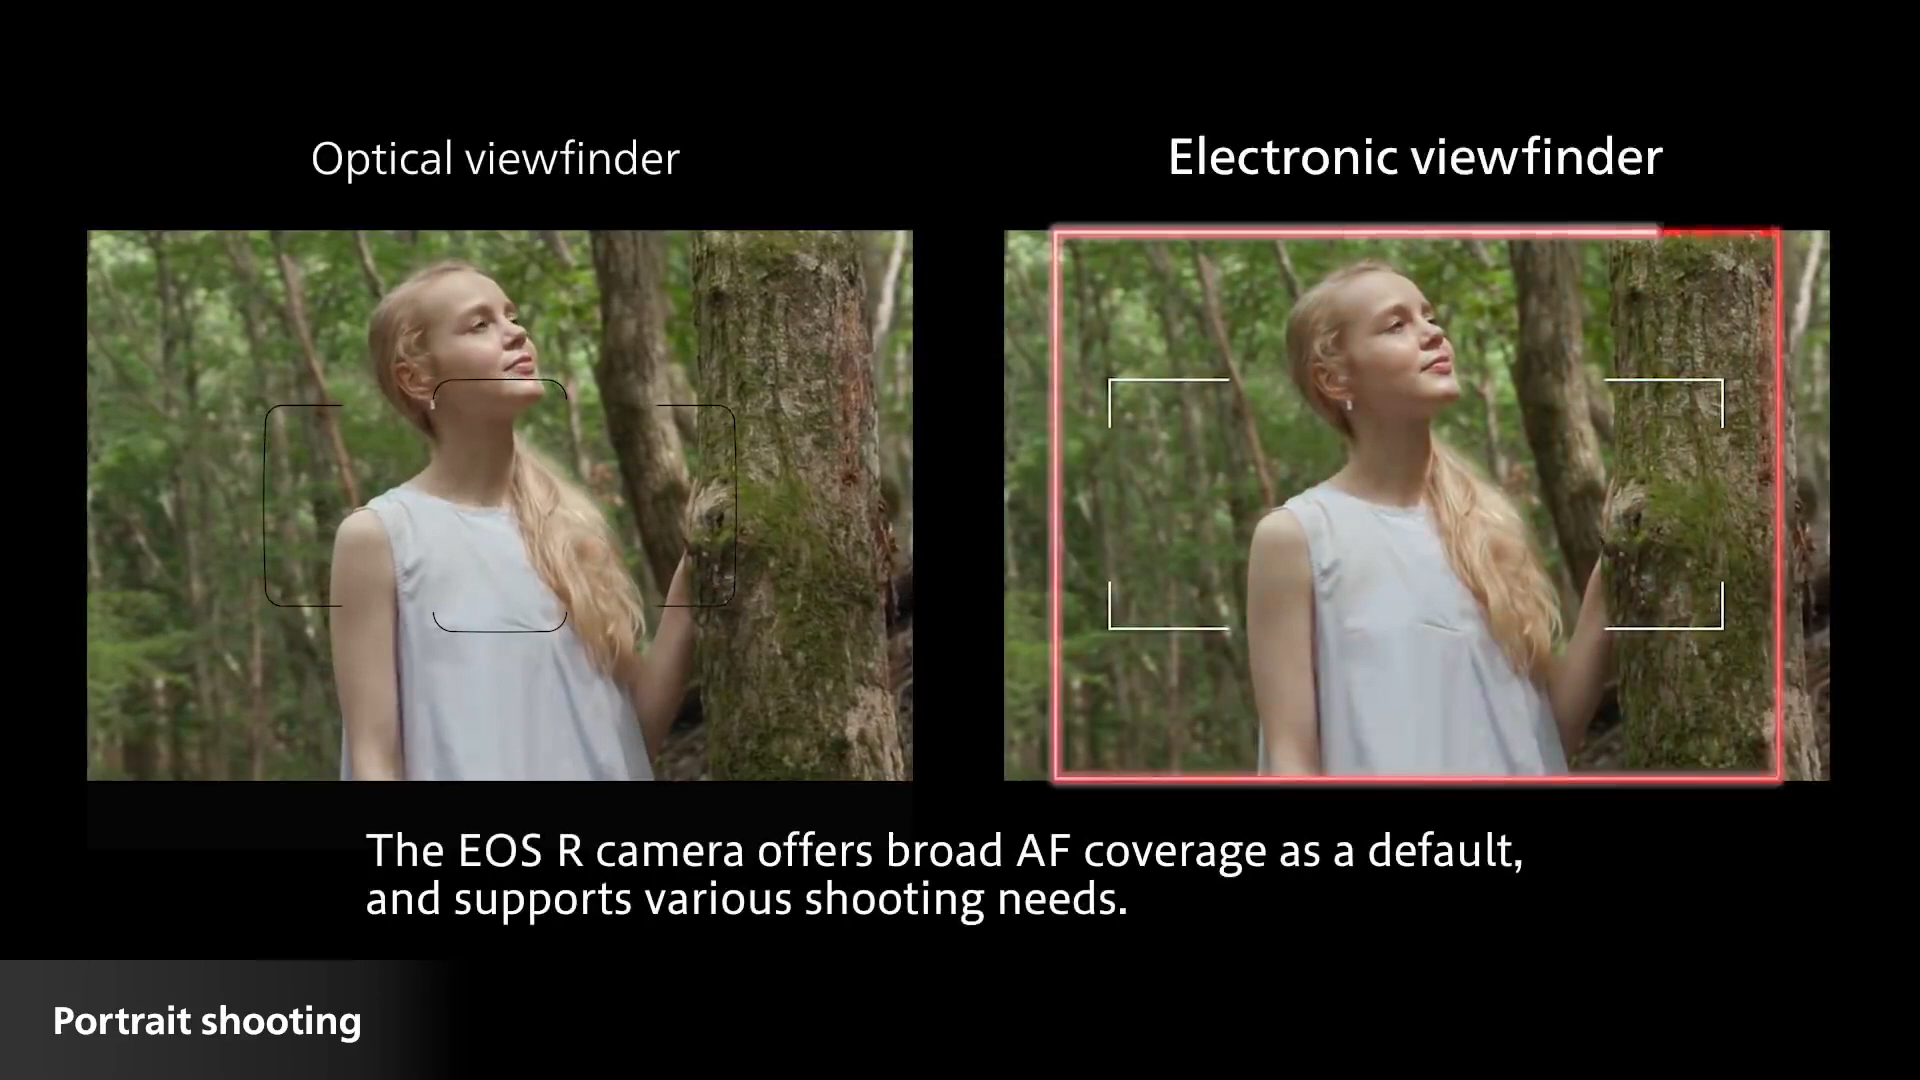 Optical viewfinder
Electronic viewfinder
The EOS R camera offers broad AF coverage as a default,
and supports various shooting needs.
Portrait shooting